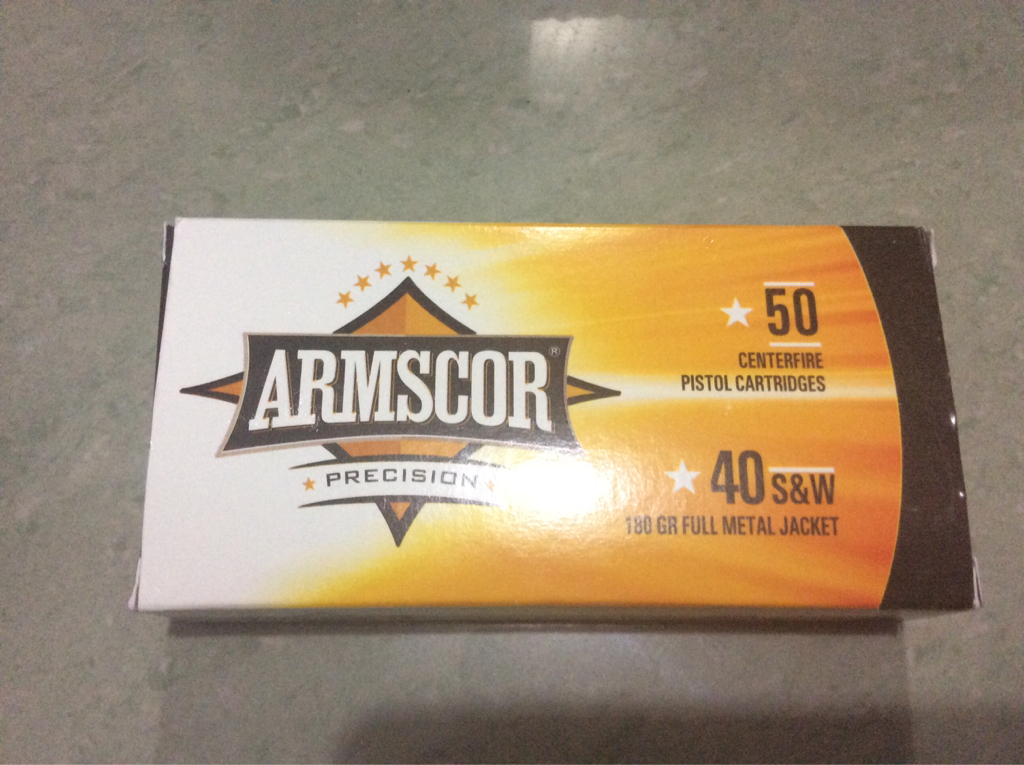 ARMSCOR®
PRECISION
50
CENTERFIRE
PISTOL CARTRIDGES
40 S&W
180 GR FULL METAL JACKET